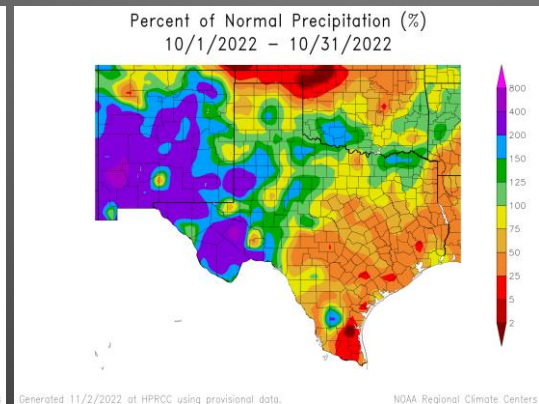 Percent of Normal Precipitation (%)
10/1/2022 – 10/31/2022
800
400
200
150
125
100
75
50
25
5
2
Generated 11/2/2022 at HPRCC using provisional data.
NOAA Regional Climate Centers